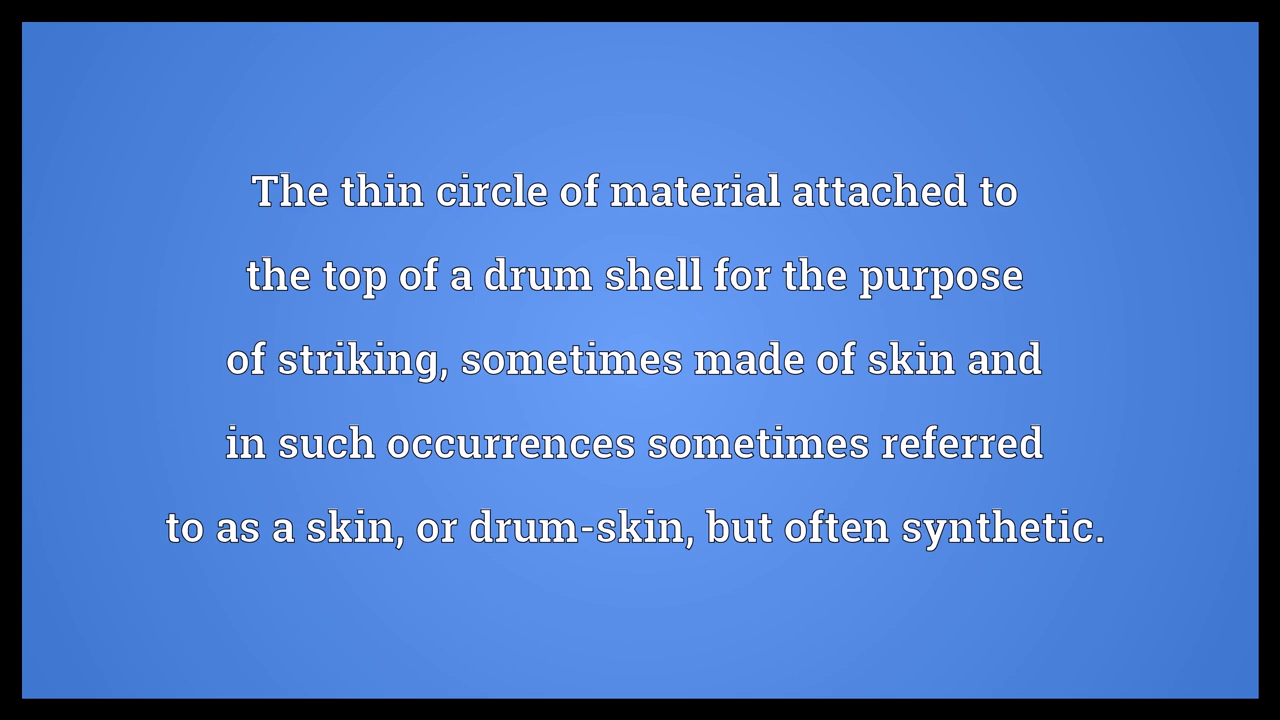 The thin circle of material attached to
the top of a drum shell for the purpose
of striking, sometimes made of skin and
in such occurrences sometimes referred
to as a skin, or drum-skin, but often synthetic.